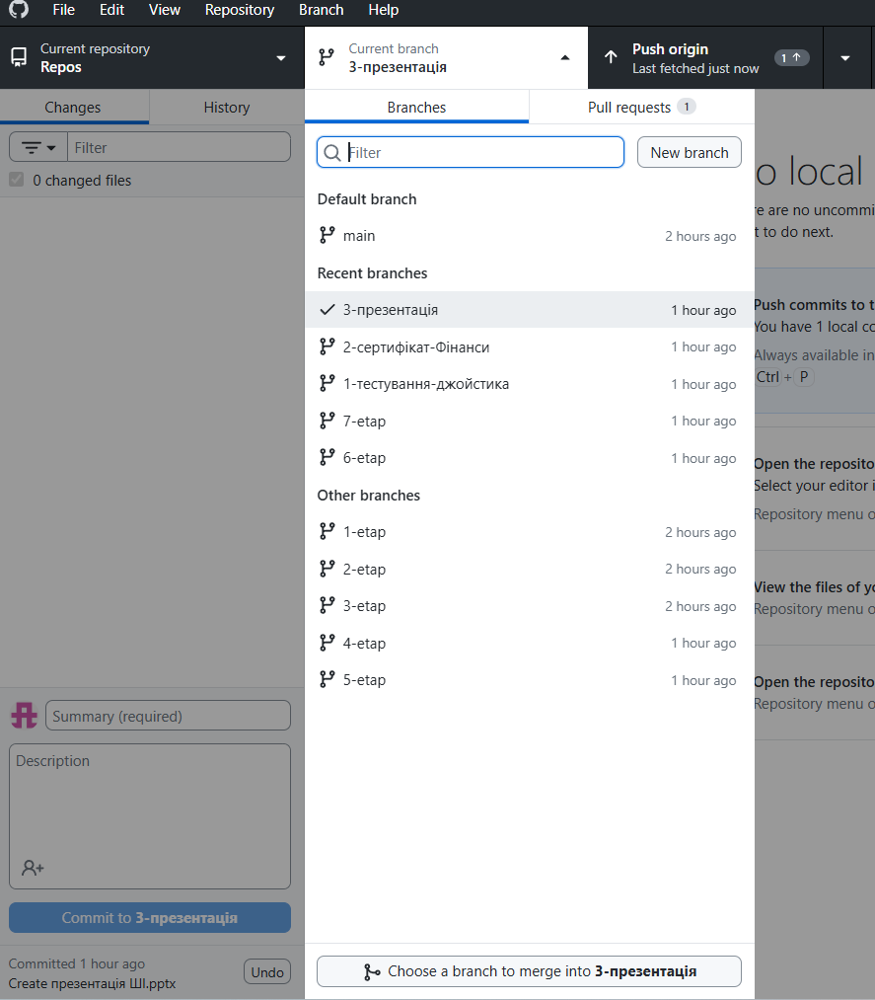 File Edit View Repository Branch Help
Current repository
Repos
Current branch
3-презентація
Push origin
1
Last fetched just now
Changes History
Branches Pull requests 1
Filter
0 changed files
Filter
New branch
Default branch
main 2 hours ago
Recent branches
3-презентація 1 hour ago
2-сертифікат-Фінанси 1 hour ago
1-тестування-джойстика 1 hour ago
7-etap 1 hour ago
6-etap 1 hour ago
Other branches
1-etap 2 hours ago
2-etap 2 hours ago
3-etap 2 hours ago
4-etap 1 hour ago
5-etap 1 hour ago
Choose a branch to merge into 3-презентація
o local
re are no uncommi
t to do next.
Push commits to t
You have 1 local co
Always available in
Ctrl + P
Open the reposito
Select your editor i
Repository menu o
View the files of yo
Repository menu o
Open the reposito
Repository menu o
Summary (required)
Description
Commit to 3-презентація
Committed 1 hour ago
Create презентація ШІ.pptx
Undo